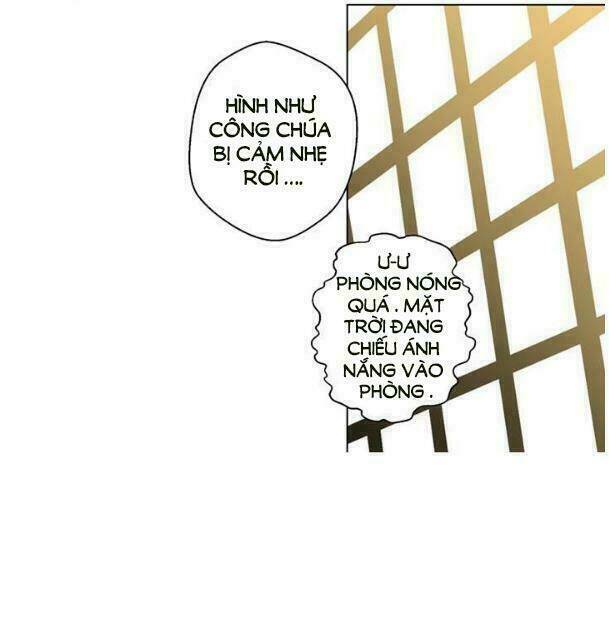 HÌNH NHƯ
CÔNG CHÚA
BỊ CẢM NHẸ
RỒI ....
Ư-Ư
PHÒNG NÓNG
QUÁ . MẶT
TRỜI ĐANG
CHIẾU ÁNH
NẮNG VÀO
PHÒNG .